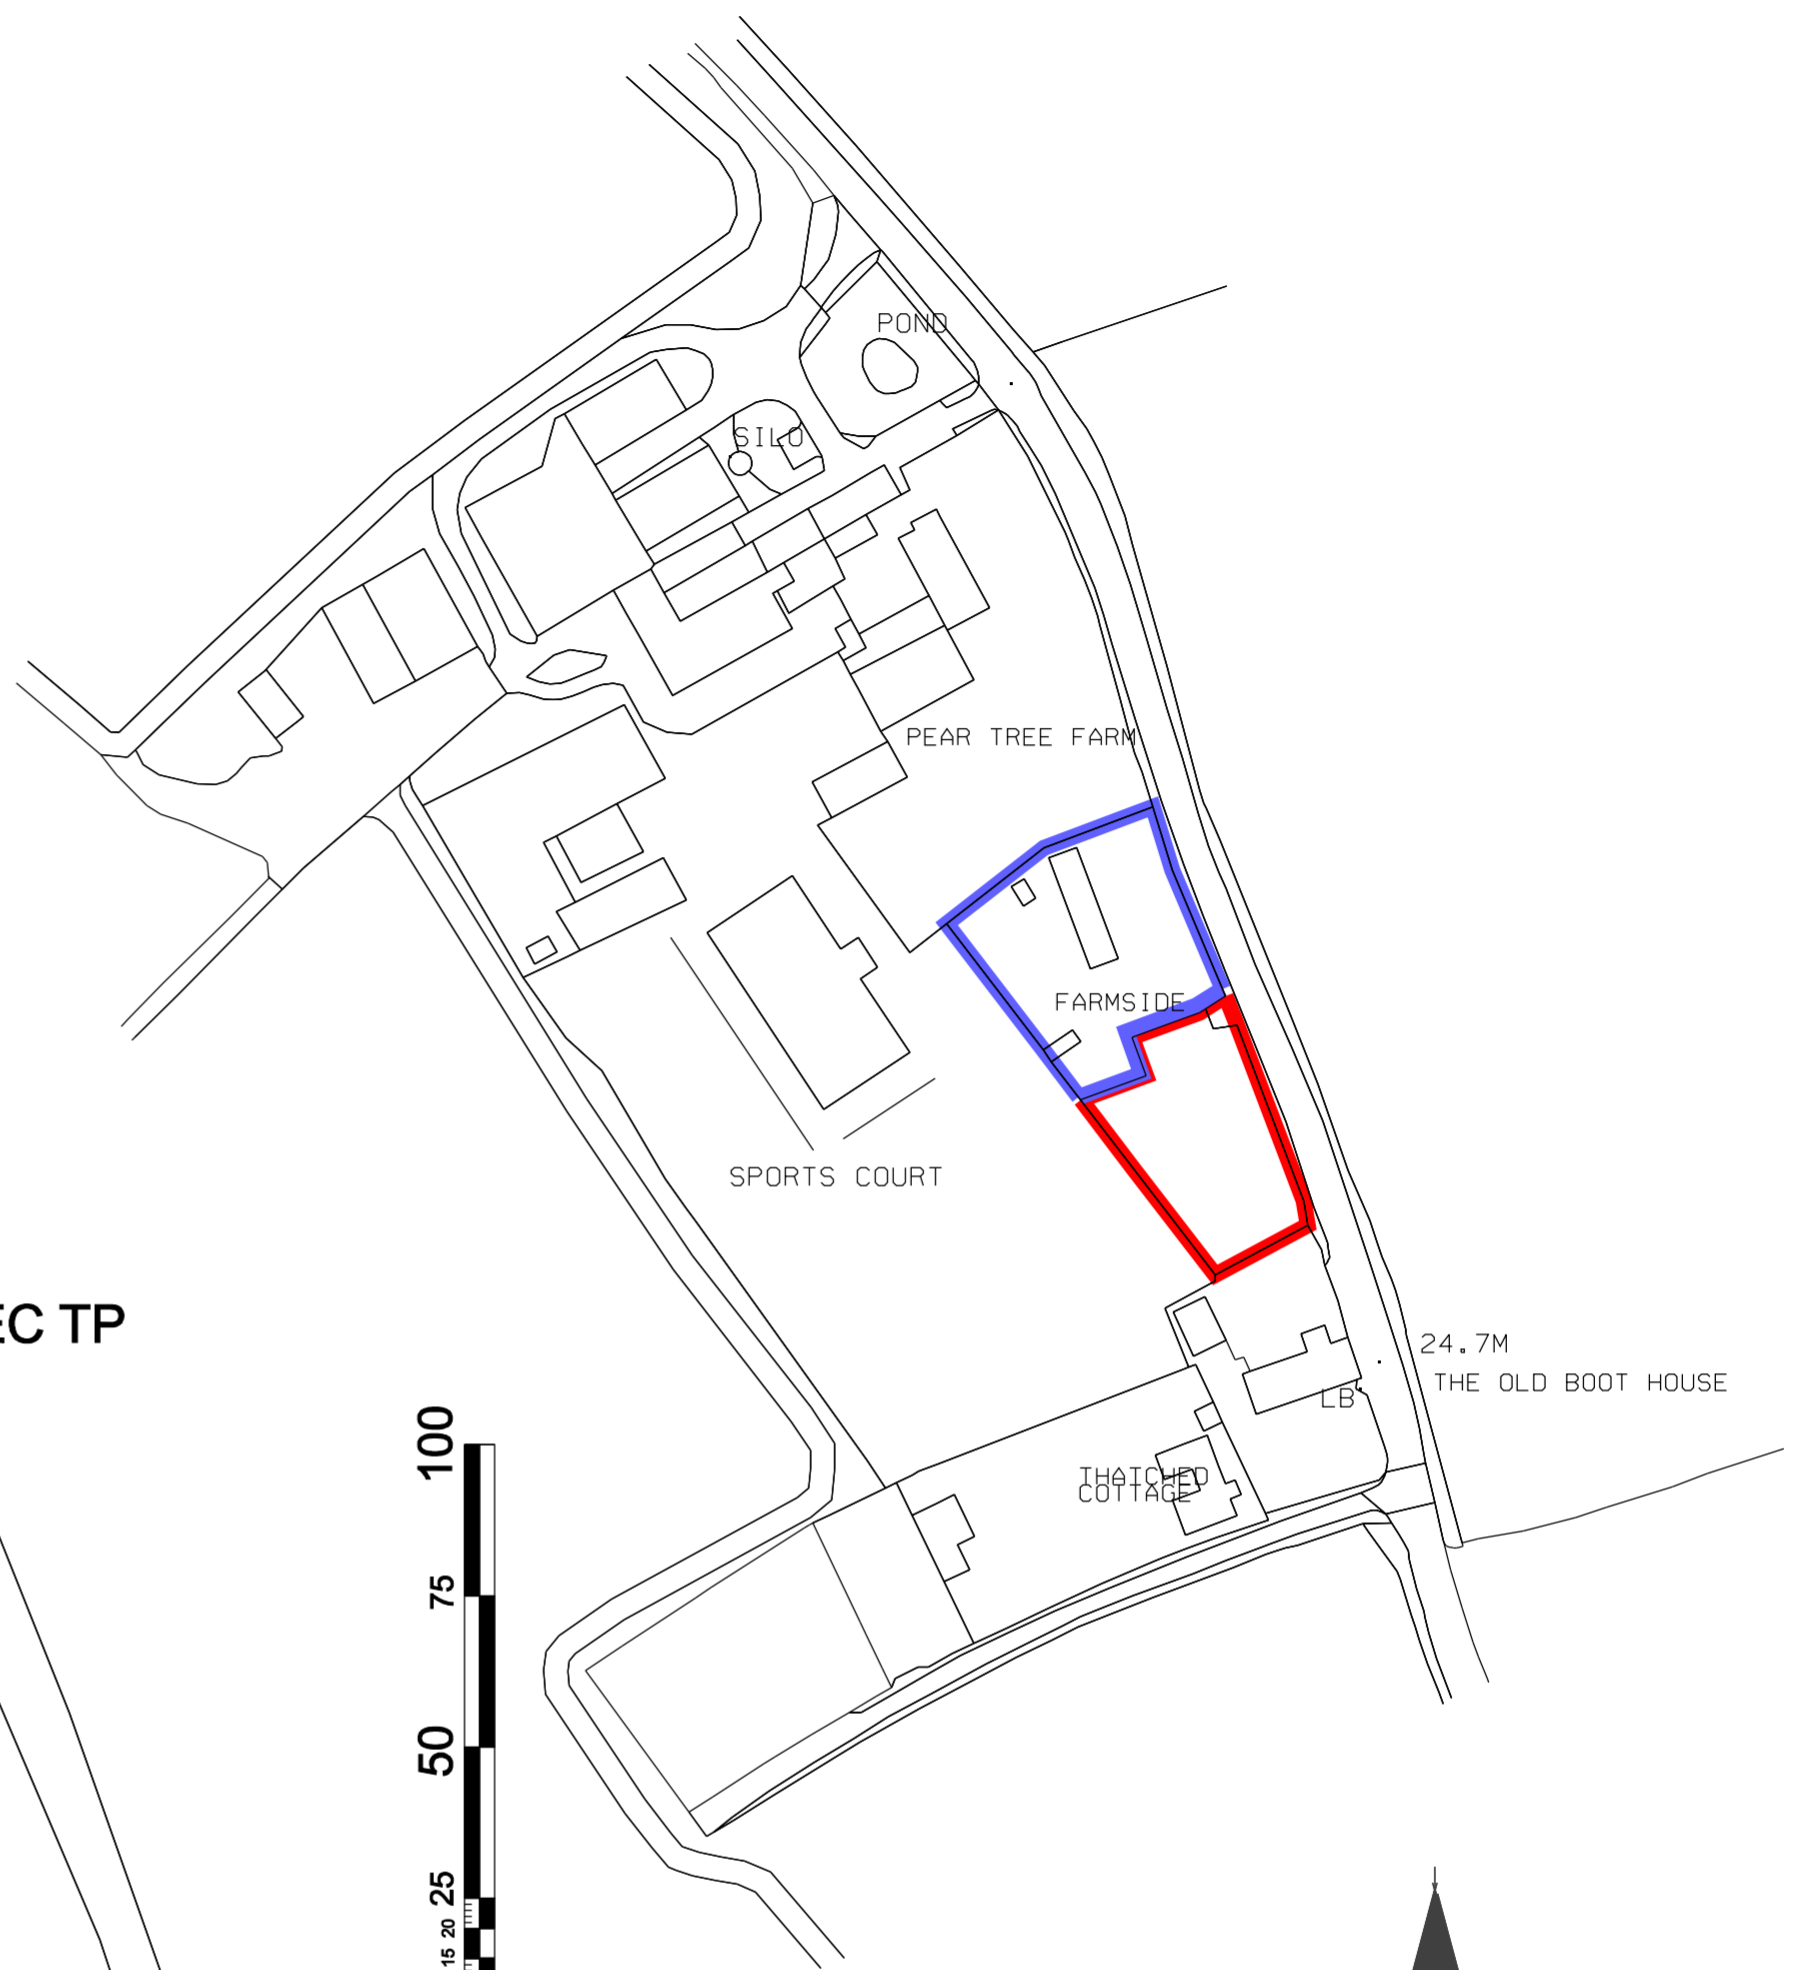 POND
SILO
PEAR TREE FARM
FARMSIDE
SPORTS COURT
EC TP
24.7M
THE OLD BOOT HOUSE
LB
THATCHED
COTTAGE
100
75
50
25
20
15